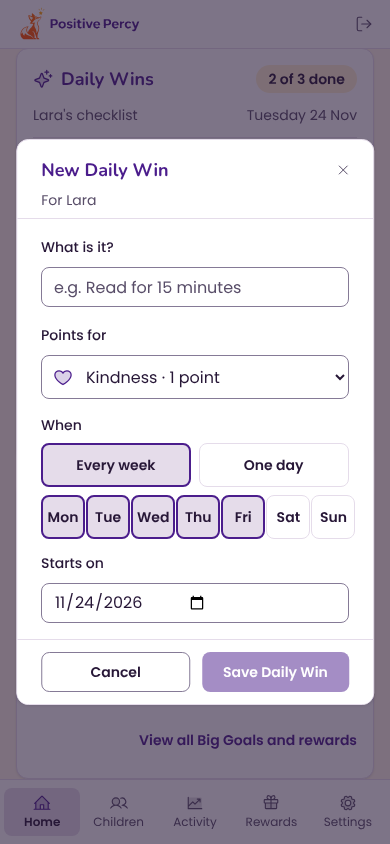 Positive Percy
Daily Wins
2 of 3 done
Lara's checklist
Tuesday 24 Nov
New Daily Win
For Lara
What is it?
e.g. Read for 15 minutes
Points for
Kindness · 1 point
When
Every week
One day
Mon Tue Wed Thu Fri Sat Sun
Starts on
11/24/2026
Cancel
Save Daily Win
View all Big Goals and rewards
Home Children Activity Rewards Settings